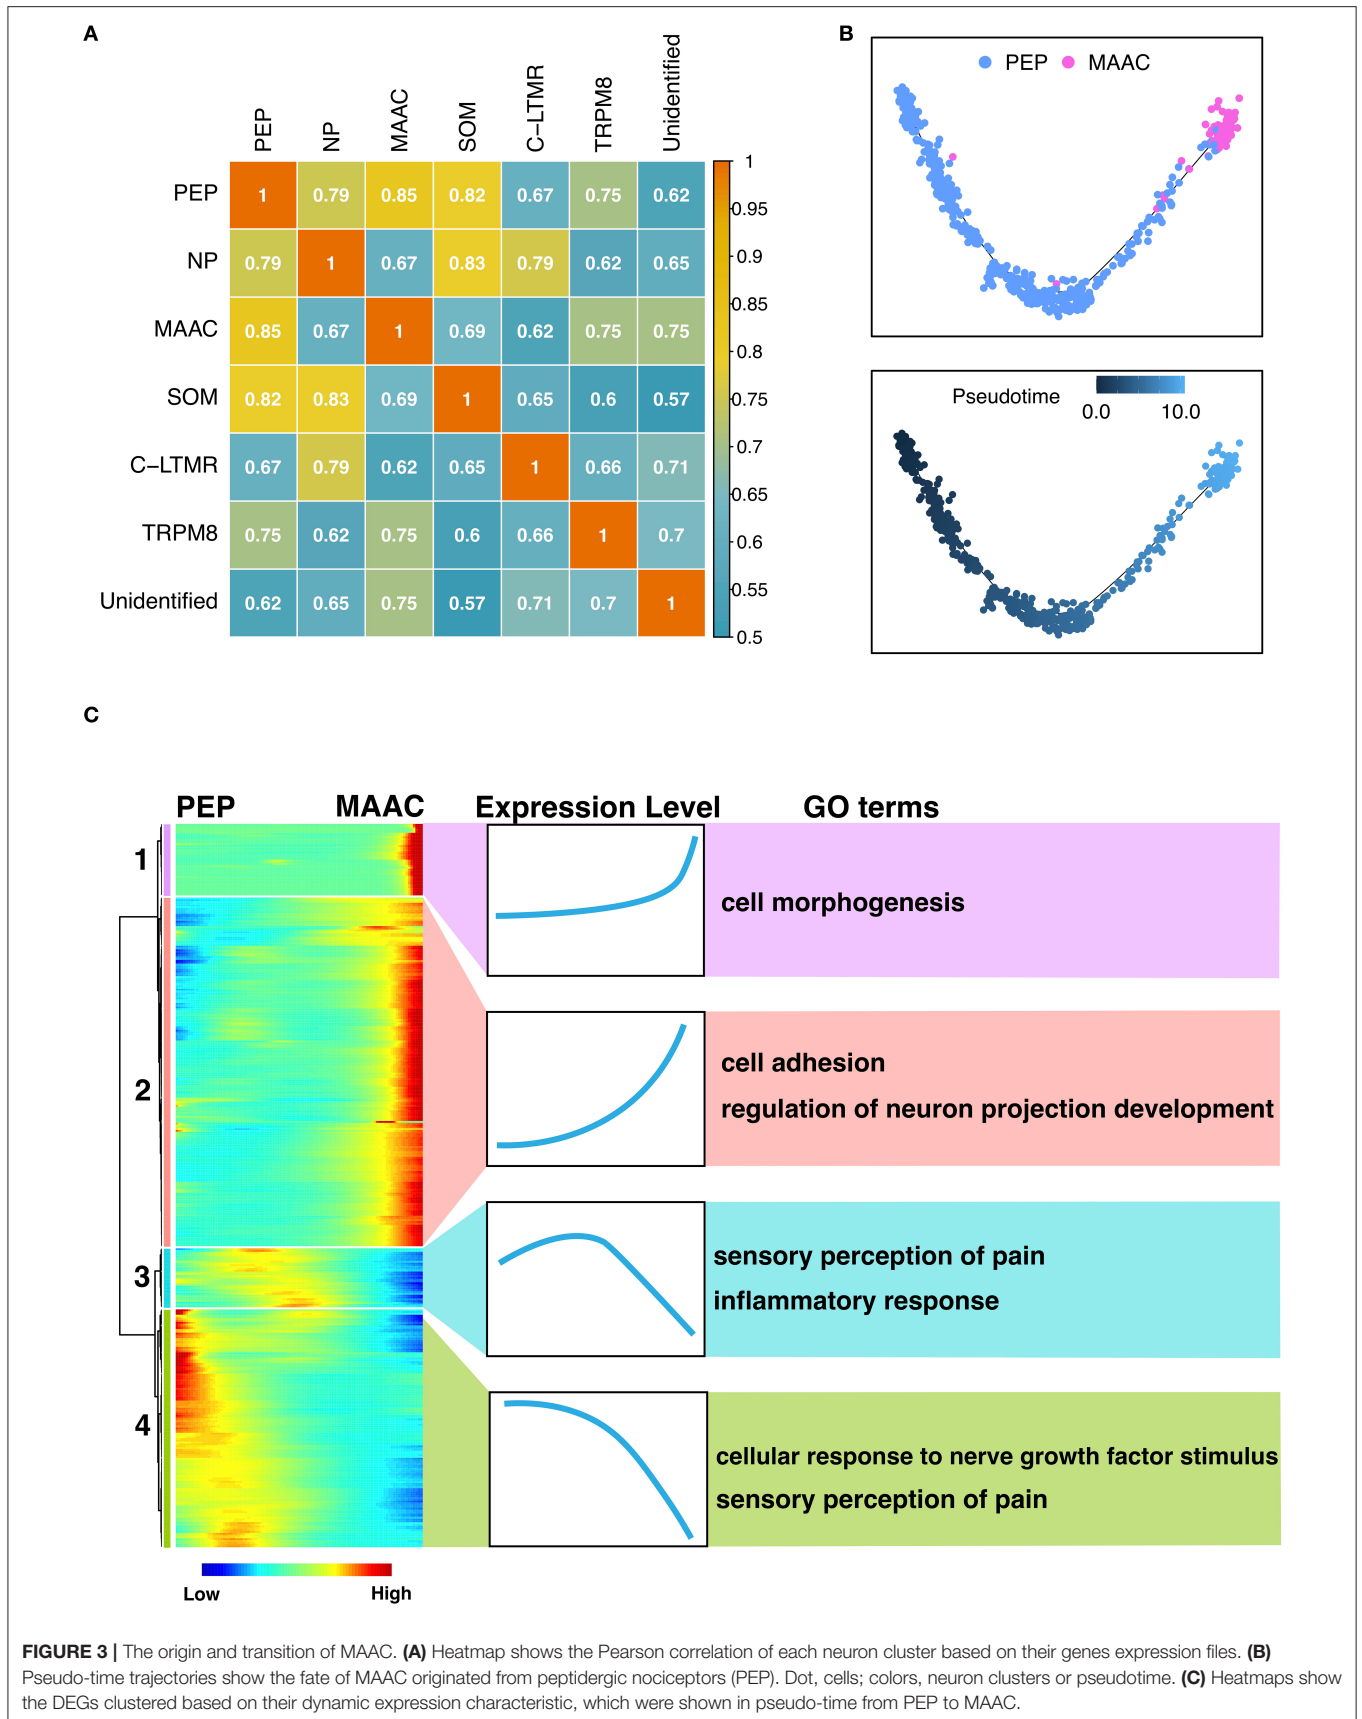 A
PEP NP MAAC SOM C−LTMR TRPM8 Unidentified
PEP 1 0.79 0.85 0.82 0.67 0.75 0.62
NP 0.79 1 0.67 0.83 0.79 0.62 0.65
MAAC 0.85 0.67 1 0.69 0.62 0.75 0.75
SOM 0.82 0.83 0.69 1 0.65 0.6 0.57
C−LTMR 0.67 0.79 0.62 0.65 1 0.66 0.71
TRPM8 0.75 0.62 0.75 0.6 0.66 1 0.7
Unidentified 0.62 0.65 0.75 0.57 0.71 0.7 1
1
0.95
0.9
0.85
0.8
0.75
0.7
0.65
0.6
0.55
0.5
B
PEP MAAC
Pseudotime
0.0 10.0
C
PEP MAAC Expression Level GO terms
1
cell morphogenesis
2
cell adhesion
regulation of neuron projection development
3
sensory perception of pain
inflammatory response
4
cellular response to nerve growth factor stimulus
sensory perception of pain
Low High
FIGURE 3 | The origin and transition of MAAC. (A) Heatmap shows the Pearson correlation of each neuron cluster based on their genes expression files. (B)
Pseudo-time trajectories show the fate of MAAC originated from peptidergic nociceptors (PEP). Dot, cells; colors, neuron clusters or pseudotime. (C) Heatmaps show
the DEGs clustered based on their dynamic expression characteristic, which were shown in pseudo-time from PEP to MAAC.